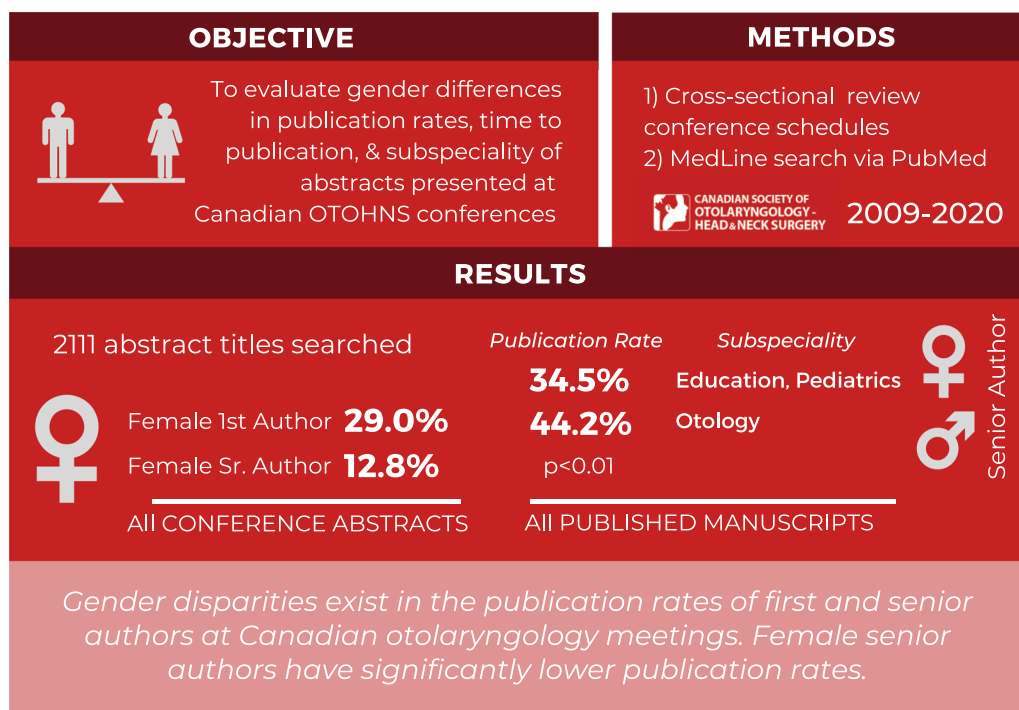 OBJECTIVE
To evaluate gender differences
in publication rates, time to
publication, & subspeciality of
abstracts presented at
Canadian OTOHNS conferences
METHODS
1) Cross-sectional review
conference schedules
2) MedLine search via PubMed
CANADIAN SOCIETY OF
OTOLARYNGOLOGY -
HEAD & NECK SURGERY
2009-2020
RESULTS
2111 abstract titles searched
Female 1st Author 29.0%
Female Sr. Author 12.8%
All CONFERENCE ABSTRACTS
Publication Rate Subspeciality
34.5% Education, Pediatrics
44.2% Otology
p<0.01
All PUBLISHED MANUSCRIPTS
Senior Author
Gender disparities exist in the publication rates of first and senior
authors at Canadian otolaryngology meetings. Female senior
authors have significantly lower publication rates.